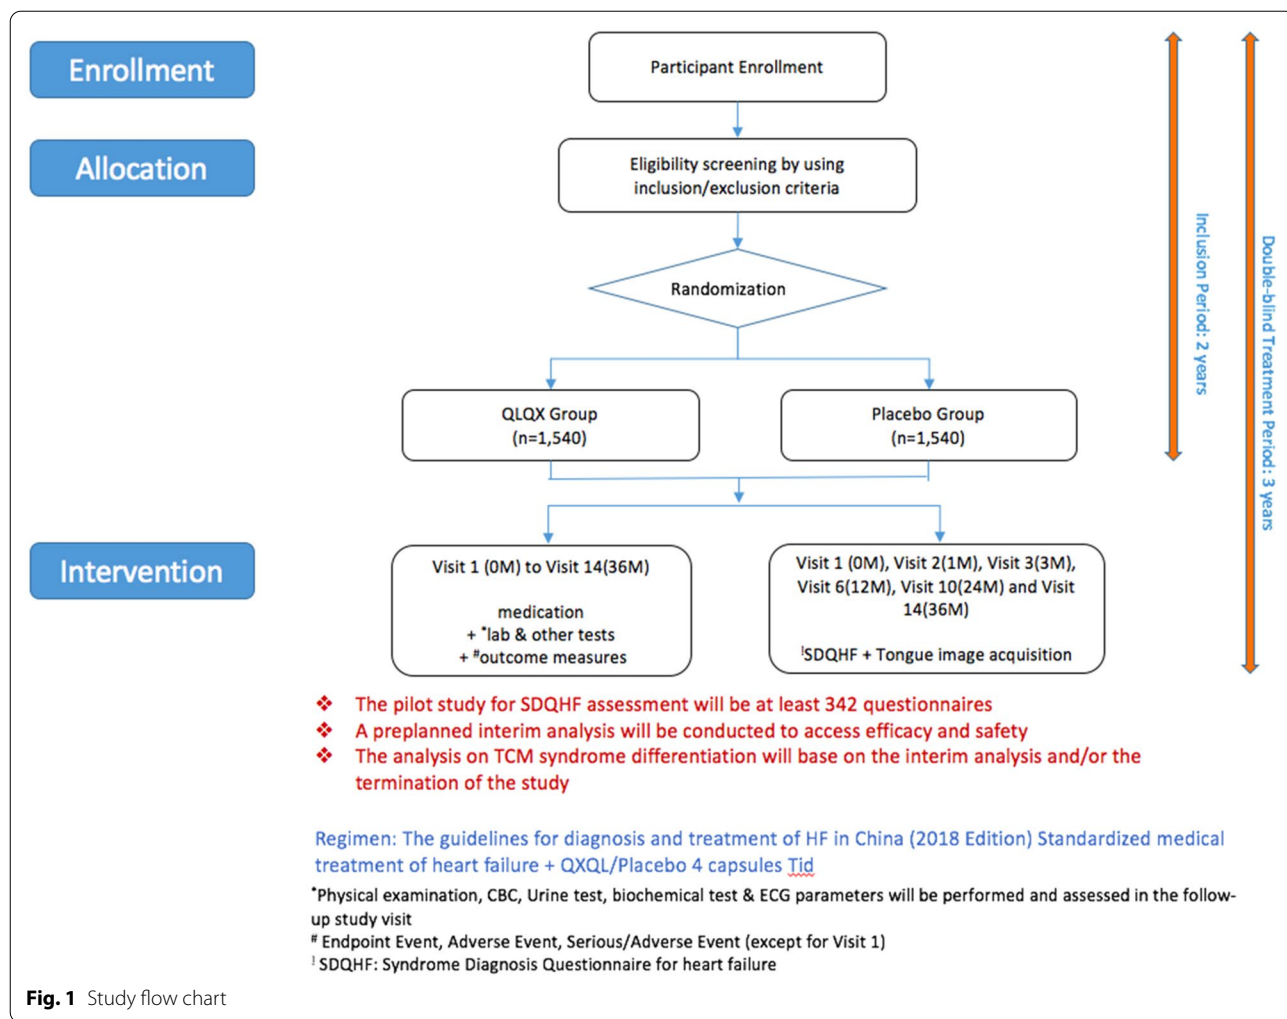 Enrollment
Participant Enrollment
Allocation
Eligibility screening by using
inclusion/exclusion criteria
Randomization
QLQX Group
(n=1,540)
Placebo Group
(n=1,540)
Inclusion Period: 2 years
Double-blind Treatment Period: 3 years
Intervention
Visit 1 (0M) to Visit 14(36M)
medication
+ *lab & other tests
+ #outcome measures
Visit 1 (0M), Visit 2(1M), Visit 3(3M),
Visit 6(12M), Visit 10(24M) and Visit
14(36M)
!SDQHF + Tongue image acquisition
❖ The pilot study for SDQHF assessment will be at least 342 questionnaires
❖ A preplanned interim analysis will be conducted to access efficacy and safety
❖ The analysis on TCM syndrome differentiation will base on the interim analysis and/or the
termination of the study
Regimen: The guidelines for diagnosis and treatment of HF in China (2018 Edition) Standardized medical
treatment of heart failure + QXQL/Placebo 4 capsules Tid
*Physical examination, CBC, Urine test, biochemical test & ECG parameters will be performed and assessed in the follow-
up study visit
# Endpoint Event, Adverse Event, Serious/Adverse Event (except for Visit 1)
! SDQHF: Syndrome Diagnosis Questionnaire for heart failure
Fig. 1 Study flow chart